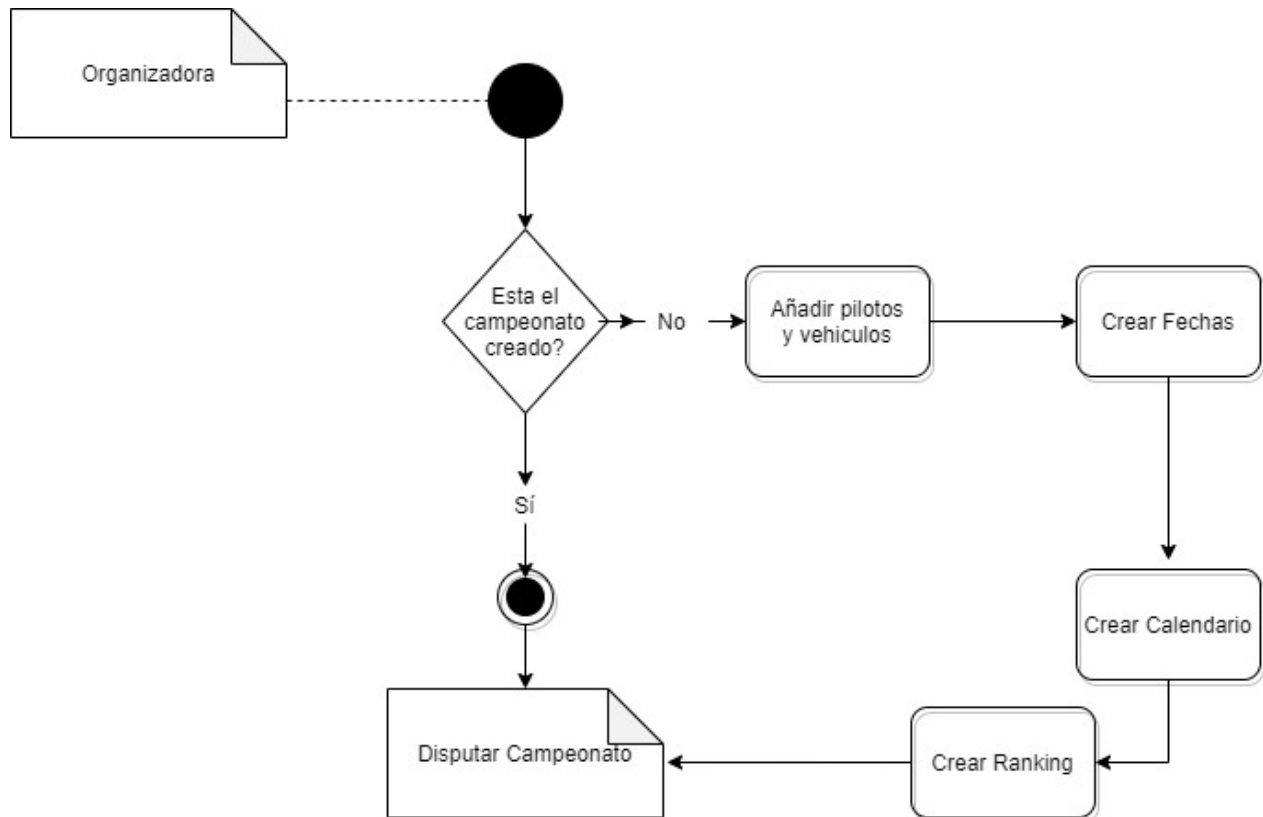 Organizadora
Esta el
campeonato
creado?
No
Añadir pilotos
y vehiculos
Crear Fechas
Sí
Crear Calendario
Disputar Campeonato
Crear Ranking